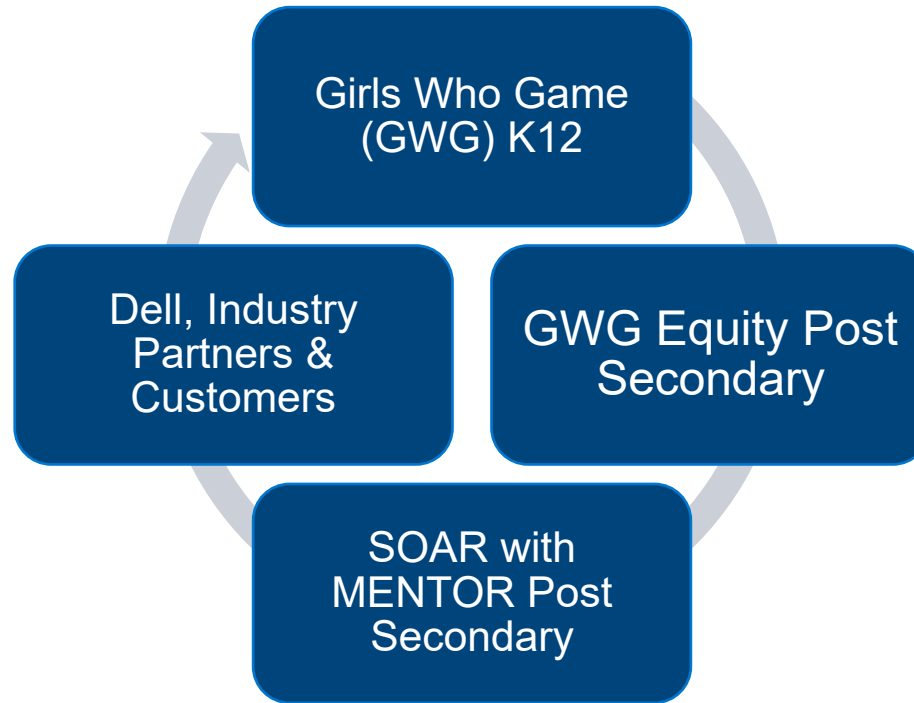 Girls Who Game
(GWG) K12
GWG Equity Post
Secondary
SOAR with
MENTOR Post
Secondary
Dell, Industry
Partners &
Customers